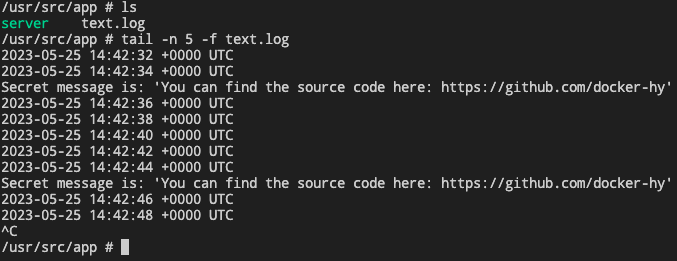 /usr/src/app # ls
server    text.log
/usr/src/app # tail -n 5 -f text.log
2023-05-25 14:42:32 +0000 UTC
2023-05-25 14:42:34 +0000 UTC
Secret message is: 'You can find the source code here: https://github.com/docker-hy'
2023-05-25 14:42:36 +0000 UTC
2023-05-25 14:42:38 +0000 UTC
2023-05-25 14:42:40 +0000 UTC
2023-05-25 14:42:42 +0000 UTC
2023-05-25 14:42:44 +0000 UTC
Secret message is: 'You can find the source code here: https://github.com/docker-hy'
2023-05-25 14:42:46 +0000 UTC
2023-05-25 14:42:48 +0000 UTC
^C
/usr/src/app #